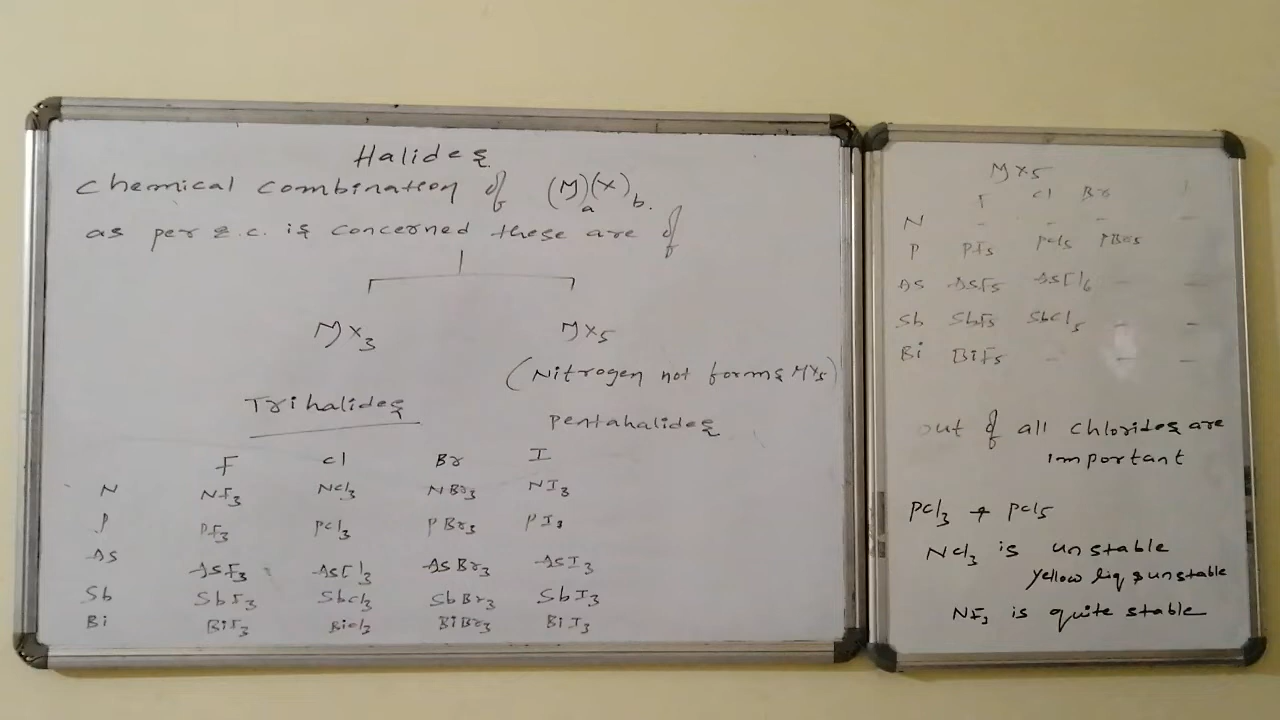 Halides
chemical combination of (M)a(X)b.
as per e.c. is concerned these are of
MX3 MX5
(Nitrogen not forms MX5)
Trihalides
pentahalides
F Cl Br I
N NF3 NCl3 NBr3 NI3
P PF3 PCl3 PBr3 PI3
As AsF3 AsCl3 AsBr3 AsI3
Sb SbF3 SbCl3 SbBr3 SbI3
Bi BiF3 BiCl3 BiBr3 BiI3
MX5
F Cl Br I
N - - - -
P PF5 PCl5 PBr5
As AsF5 AsCl6 - -
Sb SbF5 SbCl5 - -
Bi BiF5 - - -
out of all chlorides are
important
PCl3 + PCl5
NCl3 is unstable
yellow liq & unstable
NF3 is quite stable